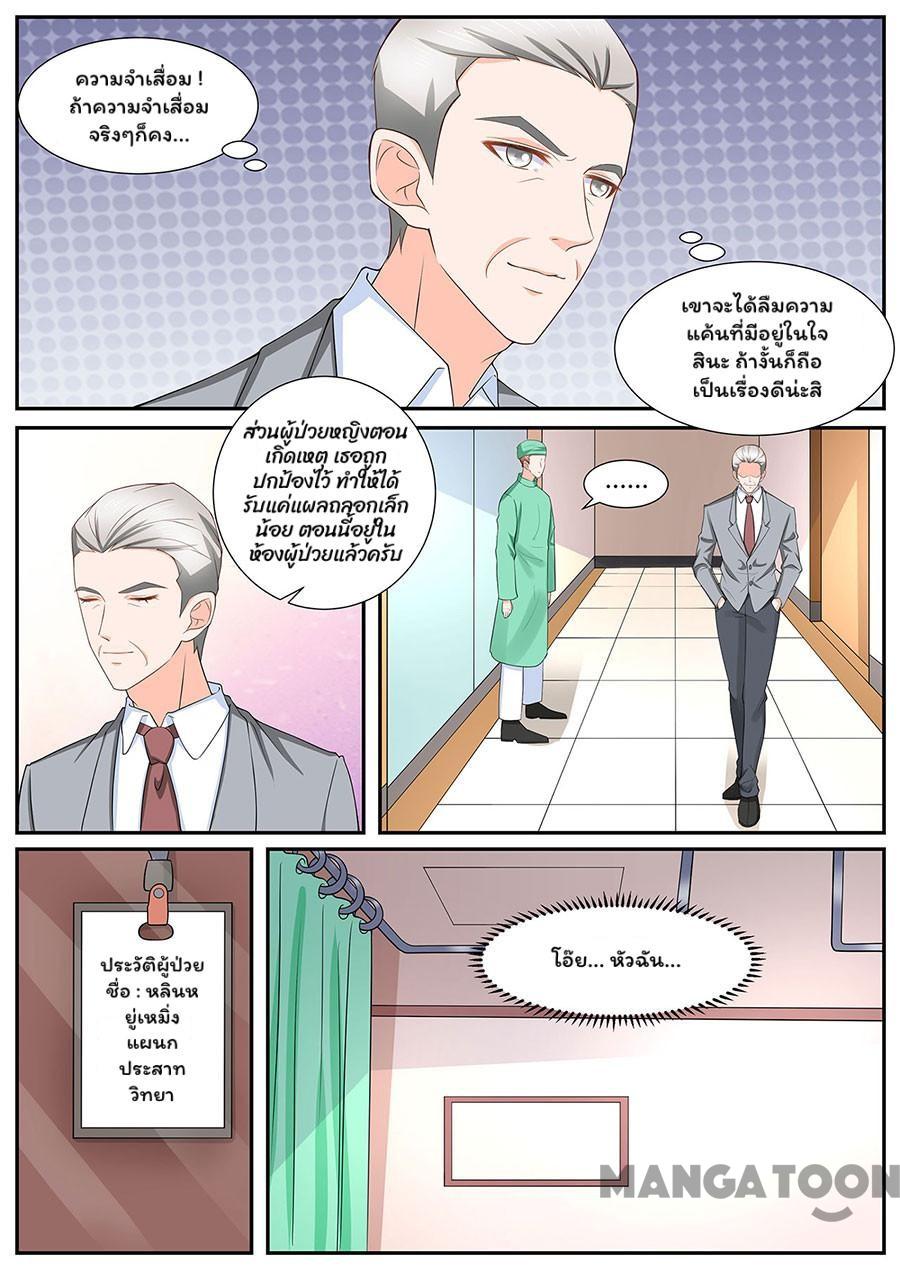 ความจำเสื่อม !
ถ้าความจำเสื่อม
จริงๆก็คง...
เขาจะได้ลืมความ
แค้นที่มีอยู่ในใจ
สินะ ถ้างั้นก็ถือ
เป็นเรื่องดีน่ะสิ
ส่วนผู้ป่วยหญิงตอน
เกิดเหตุ เธอถูก
ปกป้องไว้ ทำให้ได้
รับแค่แผลถลอกเล็ก
น้อย ตอนนี้อยู่ใน
ห้องผู้ป่วยแล้วครับ
......
ประวัติผู้ป่วย
ชื่อ : หลินห
ยู่เหมิ่ง
แผนก
ประสาท
วิทยา
โอ๊ย... หัวฉัน...
MANGATOON